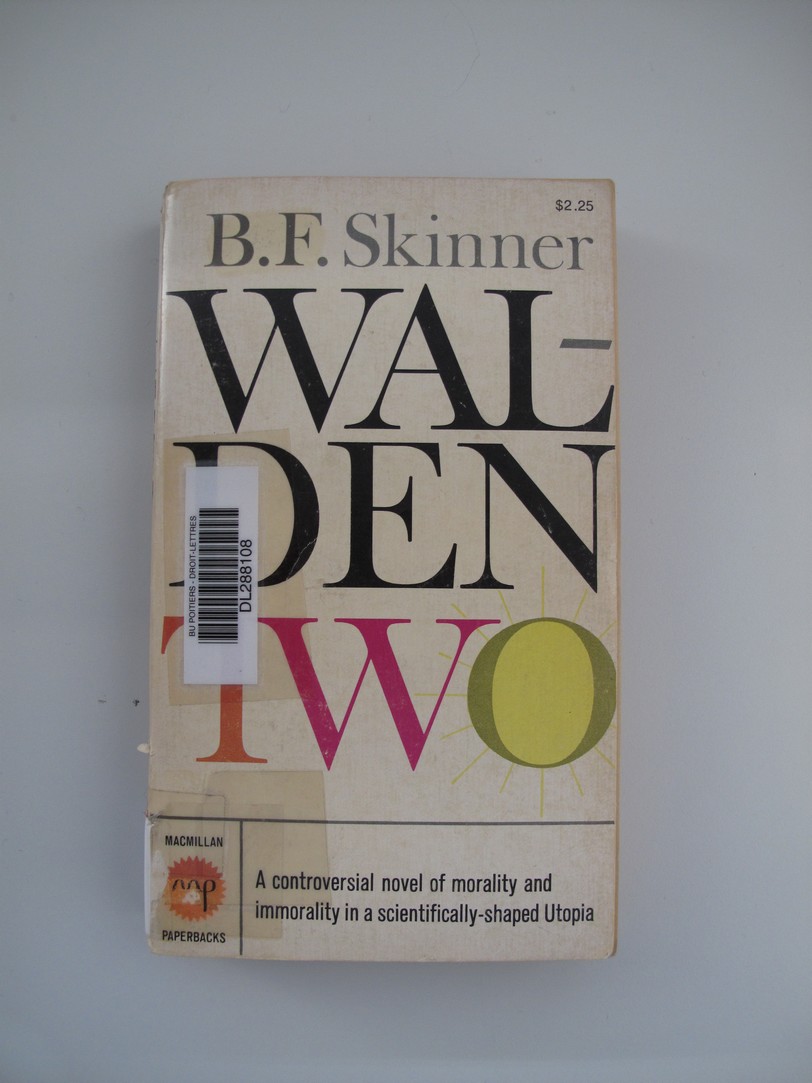 $2.25
B.F. Skinner
WAL-
DEN
TWO
BU POITIERS - DROIT-LETTRES
DL288108
MACMILLAN
PAPERBACKS
A controversial novel of morality and
immorality in a scientifically-shaped Utopia